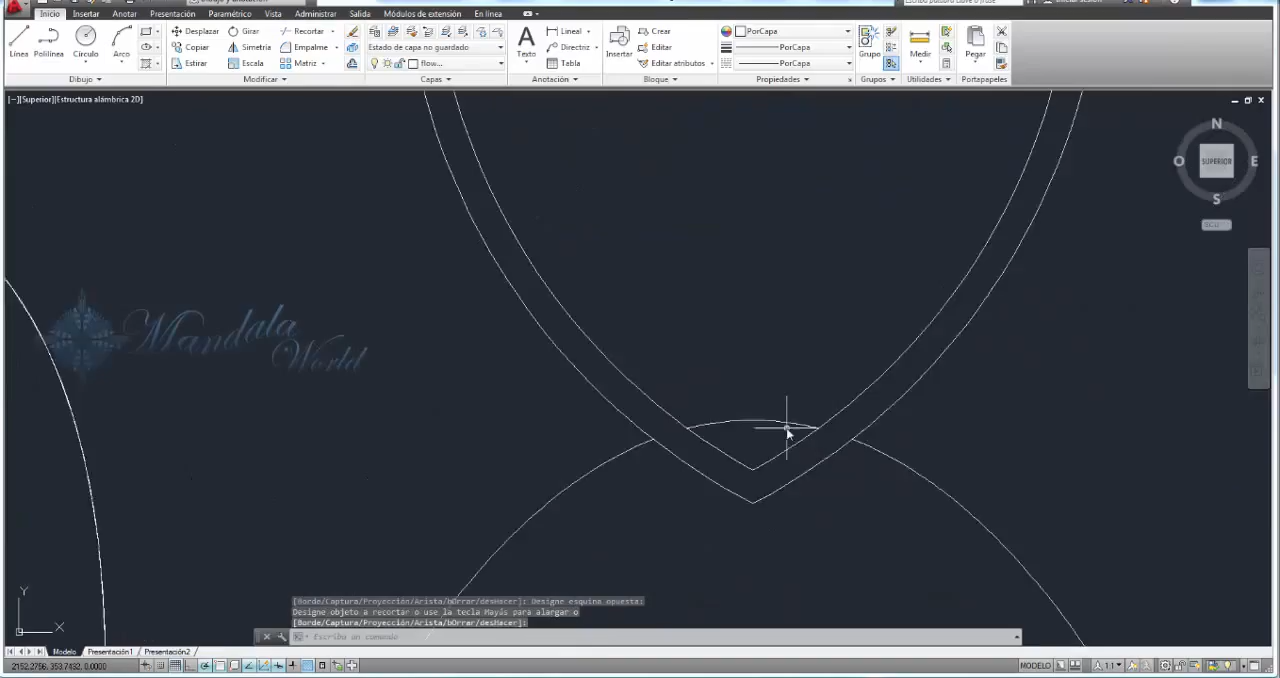 Inicio Insertar Anotar Presentación Paramétrico Vista Administrar Salida Módulos de extensión En línea
Línea Polilínea Círculo Arco
Desplazar Girar Recortar
Copiar Simetría Empalme
Estirar Escala Matriz
Estado de capa no guardado
flow...
Texto
Lineal
Directriz
Tabla
Insertar
Crear
Editar
Editar atributos
PorCapa
PorCapa
PorCapa
Grupo
Medir
Pegar
Dibujo Modificar Capas Anotación Bloque Propiedades Grupos Utilidades Portapapeles
[−][Superior][Estructura alámbrica 2D]
N
O SUPERIOR E
S
Mandala
World
Y
X
[Borde/Captura/Proyección/Arista/bOrrar/desHacer]: Designe esquina opuesta:
Designe objeto a recortar o use la tecla Mayús para alargar o
[Borde/Captura/Proyección/Arista/bOrrar/desHacer]:
Escriba un comando
Modelo Presentación1 Presentación2
2152.2756, 353.7432, 0.0000
MODELO
1:1